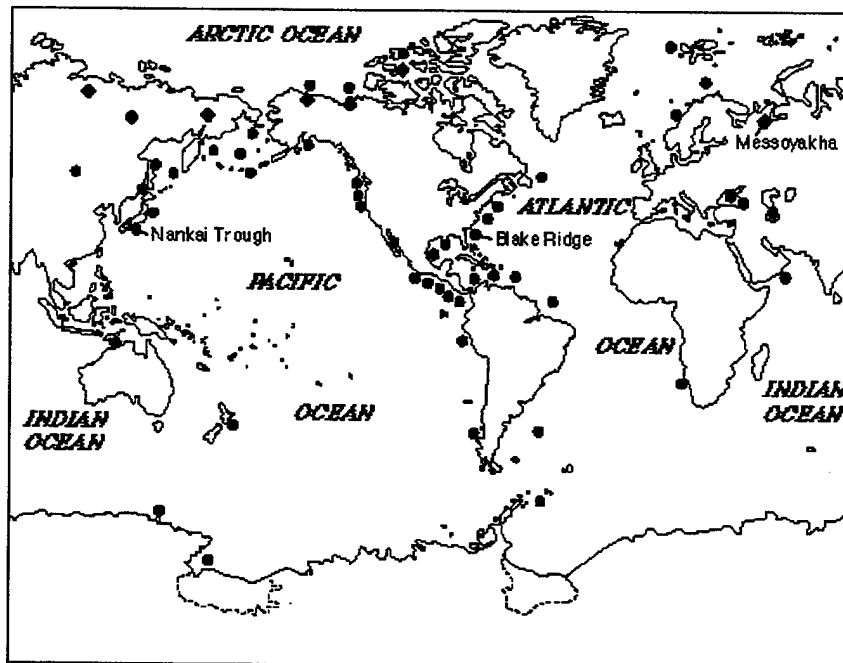 ARCTIC OCEAN
Messoyakha
ATLANTIC
Nankai Trough
Blake Ridge
PACIFIC
OCEAN
INDIAN
OCEAN
OCEAN
INDIAN
OCEAN